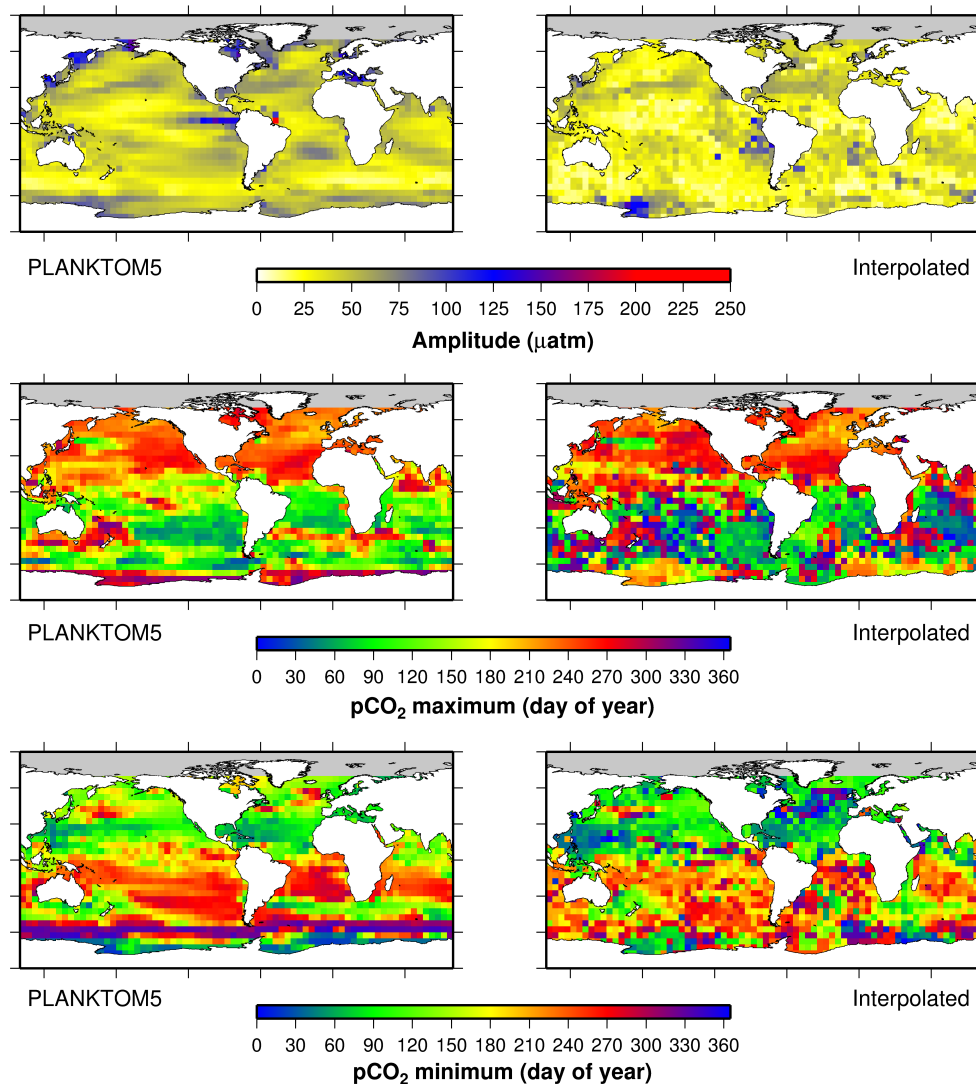 PLANKTOM5 Interpolated
0 25 50 75 100 125 150 175 200 225 250
Amplitude (μatm)
PLANKTOM5 Interpolated
0 30 60 90 120 150 180 210 240 270 300 330 360
pCO₂ maximum (day of year)
PLANKTOM5 Interpolated
0 30 60 90 120 150 180 210 240 270 300 330 360
pCO₂ minimum (day of year)